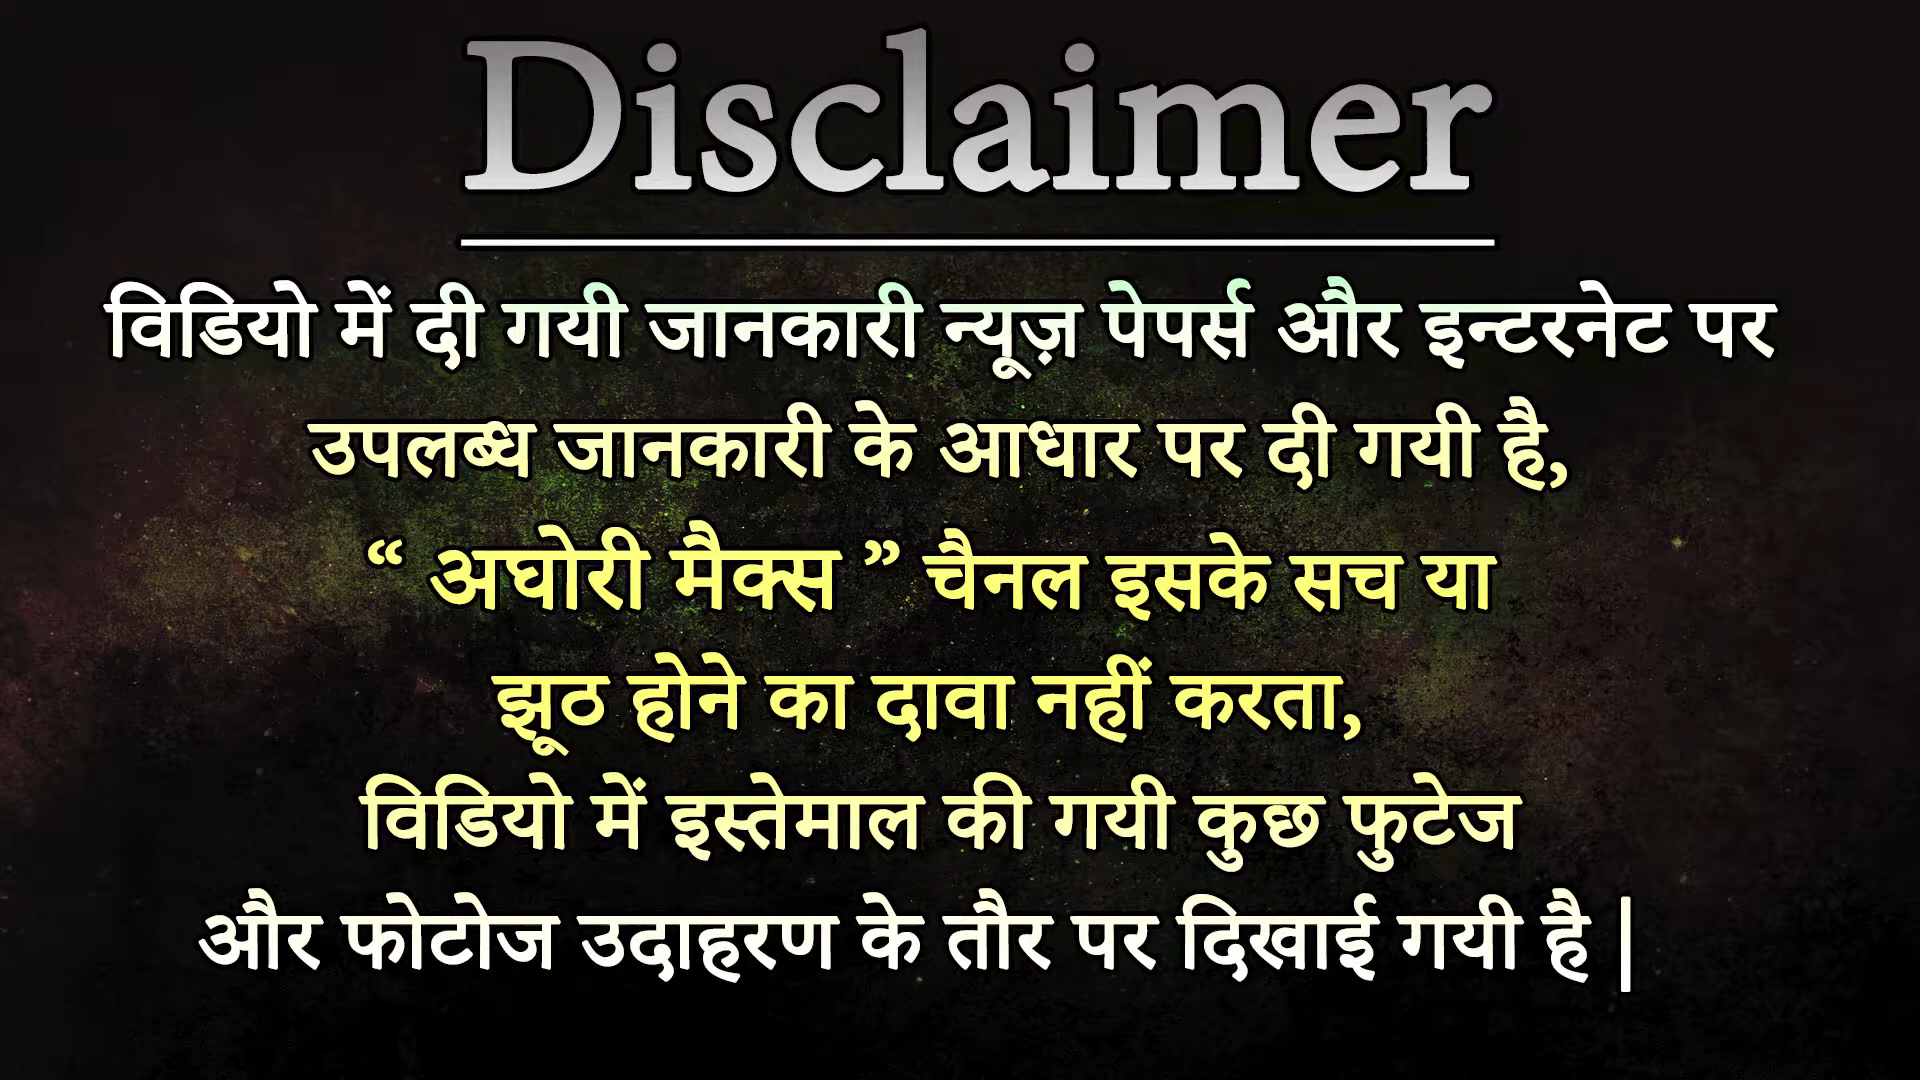 Disclaimer
विडियो में दी गयी जानकारी न्यूज़ पेपर्स और इन्टरनेट पर
उपलब्ध जानकारी के आधार पर दी गयी है,
“ अघोरी मैक्स ” चैनल इसके सच या
झूठ होने का दावा नहीं करता,
विडियो में इस्तेमाल की गयी कुछ फुटेज
और फोटोज उदाहरण के तौर पर दिखाई गयी है |